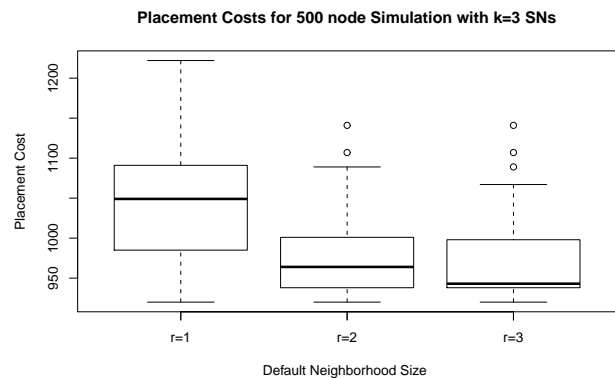 Placement Costs for 500 node Simulation with k=3 SNs
Placement Cost
1200
1100
1000
950
r=1 r=2 r=3
Default Neighborhood Size